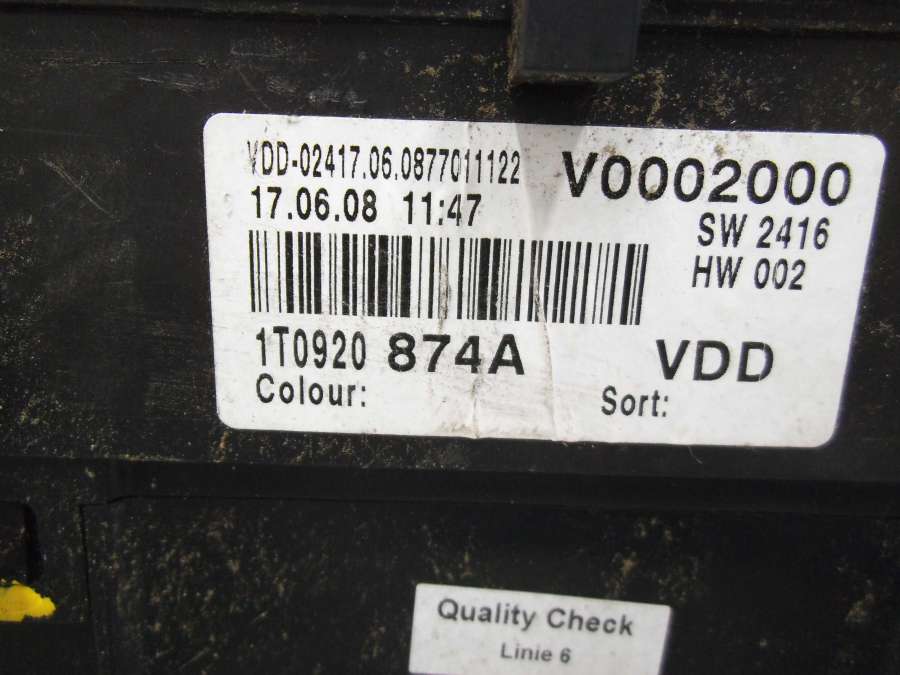 VDD-02417.06.0877011122 V0002000
17.06.08 11:47 SW 2416
HW 002
1T0920 874A VDD
Colour: Sort:
Quality Check
Linie 6